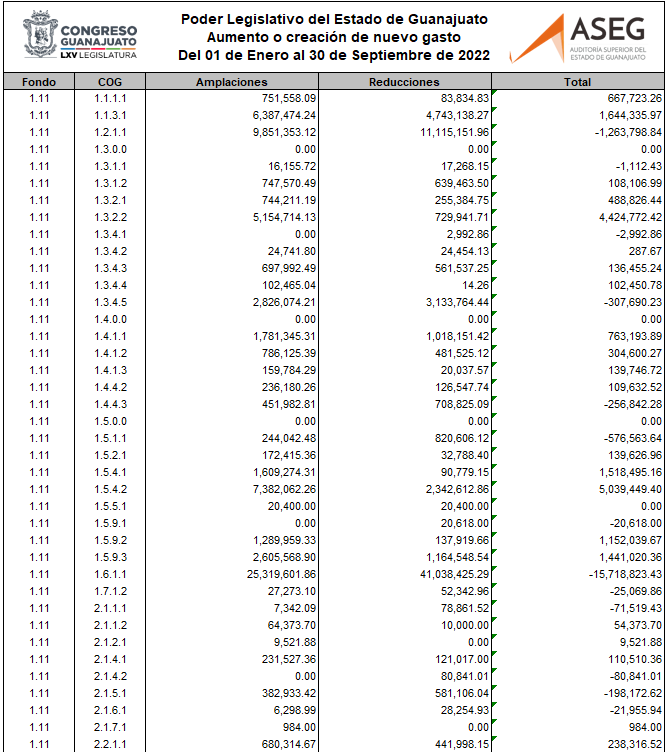 CONGRESO
GUANAJUATO
LXV LEGISLATURA
Poder Legislativo del Estado de Guanajuato
Aumento o creación de nuevo gasto
Del 01 de Enero al 30 de Septiembre de 2022
ASEG
AUDITORÍA SUPERIOR DEL
ESTADO DE GUANAJUATO
Fondo COG Amplaciones Reducciones Total
1.11 1.1.1.1 751,558.09 83,834.83 667,723.26
1.11 1.1.3.1 6,387,474.24 4,743,138.27 1,644,335.97
1.11 1.2.1.1 9,851,353.12 11,115,151.96 -1,263,798.84
1.11 1.3.0.0 0.00 0.00 0.00
1.11 1.3.1.1 16,155.72 17,268.15 -1,112.43
1.11 1.3.1.2 747,570.49 639,463.50 108,106.99
1.11 1.3.2.1 744,211.19 255,384.75 488,826.44
1.11 1.3.2.2 5,154,714.13 729,941.71 4,424,772.42
1.11 1.3.4.1 0.00 2,992.86 -2,992.86
1.11 1.3.4.2 24,741.80 24,454.13 287.67
1.11 1.3.4.3 697,992.49 561,537.25 136,455.24
1.11 1.3.4.4 102,465.04 14.26 102,450.78
1.11 1.3.4.5 2,826,074.21 3,133,764.44 -307,690.23
1.11 1.4.0.0 0.00 0.00 0.00
1.11 1.4.1.1 1,781,345.31 1,018,151.42 763,193.89
1.11 1.4.1.2 786,125.39 481,525.12 304,600.27
1.11 1.4.1.3 159,784.29 20,037.57 139,746.72
1.11 1.4.4.2 236,180.26 126,547.74 109,632.52
1.11 1.4.4.3 451,982.81 708,825.09 -256,842.28
1.11 1.5.0.0 0.00 0.00 0.00
1.11 1.5.1.1 244,042.48 820,606.12 -576,563.64
1.11 1.5.2.1 172,415.36 32,788.40 139,626.96
1.11 1.5.4.1 1,609,274.31 90,779.15 1,518,495.16
1.11 1.5.4.2 7,382,062.26 2,342,612.86 5,039,449.40
1.11 1.5.5.1 20,400.00 20,400.00 0.00
1.11 1.5.9.1 0.00 20,618.00 -20,618.00
1.11 1.5.9.2 1,289,959.33 137,919.66 1,152,039.67
1.11 1.5.9.3 2,605,568.90 1,164,548.54 1,441,020.36
1.11 1.6.1.1 25,319,601.86 41,038,425.29 -15,718,823.43
1.11 1.7.1.2 27,273.10 52,342.96 -25,069.86
1.11 2.1.1.1 7,342.09 78,861.52 -71,519.43
1.11 2.1.1.2 64,373.70 10,000.00 54,373.70
1.11 2.1.2.1 9,521.88 0.00 9,521.88
1.11 2.1.4.1 231,527.36 121,017.00 110,510.36
1.11 2.1.4.2 0.00 80,841.01 -80,841.01
1.11 2.1.5.1 382,933.42 581,106.04 -198,172.62
1.11 2.1.6.1 6,298.99 28,254.93 -21,955.94
1.11 2.1.7.1 984.00 0.00 984.00
1.11 2.2.1.1 680,314.67 441,998.15 238,316.52